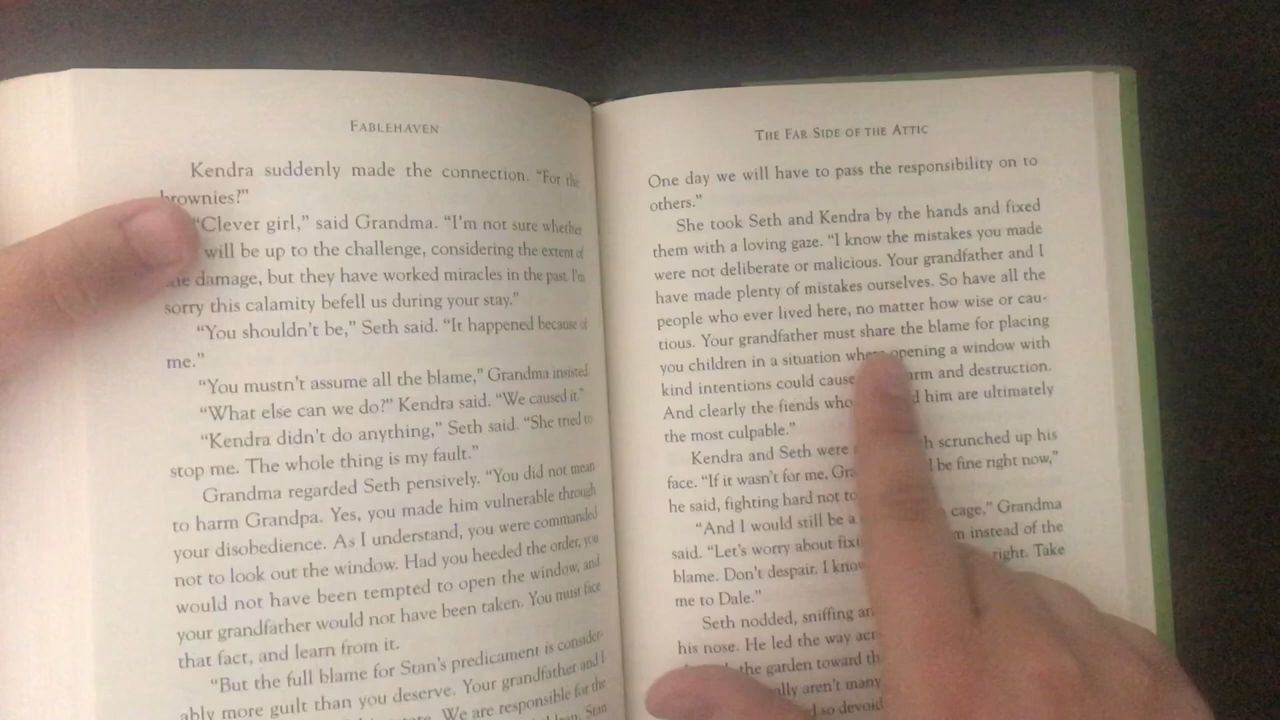 FABLEHAVEN
Kendra suddenly made the connection. “For the
brownies?”
“Clever girl,” said Grandma. “I’m not sure whether
will be up to the challenge, considering the extent of
the damage, but they have worked miracles in the past. I’m
sorry this calamity befell us during your stay.”
“You shouldn’t be,” Seth said. “It happened because of
me.”
“You mustn’t assume all the blame,” Grandma insisted.
“What else can we do?” Kendra said. “We caused it.”
“Kendra didn’t do anything,” Seth said. “She tried to
stop me. The whole thing is my fault.”
Grandma regarded Seth pensively. “You did not mean
to harm Grandpa. Yes, you made him vulnerable through
your disobedience. As I understand, you were commanded
not to look out the window. Had you heeded the order, you
would not have been tempted to open the window, and
your grandfather would not have been taken. You must face
that fact, and learn from it.
“But the full blame for Stan’s predicament is consider-
ably more guilt than you deserve. Your grandfather and I
We are responsible for the
Stan
THE FAR SIDE OF THE ATTIC
One day we will have to pass the responsibility on to
others.”
She took Seth and Kendra by the hands and fixed
them with a loving gaze. “I know the mistakes you made
were not deliberate or malicious. Your grandfather and I
have made plenty of mistakes ourselves. So have all the
people who ever lived here, no matter how wise or cau-
tious. Your grandfather must share the blame for placing
you children in a situation where opening a window with
kind intentions could cause harm and destruction.
And clearly the fiends who him are ultimately
the most culpable.”
Kendra and Seth were scrunched up his
face. “If it wasn’t for me, be fine right now,”
he said, fighting hard not to
“And I would still be a cage,” Grandma
said. “Let’s worry about instead of the
blame. Don’t despair. I right. Take
me to Dale.”
Seth nodded, sniffing
his nose. He led the way
the garden toward
aren’t many
so devoid